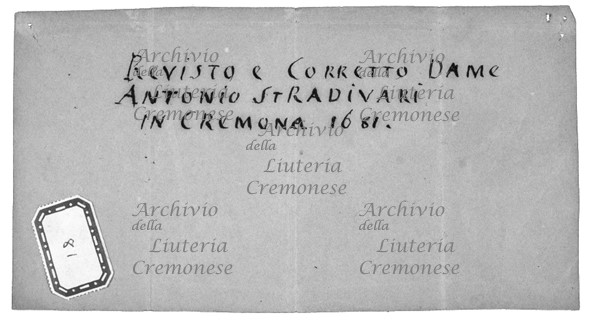 REVISTO e CORRETTO DAME
ANTONIO STRADIVARI
IN CREMONA 1681.
Archivio
della
Liuteria
Cremonese
Archivio
della
Liuteria
Cremonese
Archivio
della
Liuteria
Cremonese
Archivio
della
Liuteria
Cremonese
Archivio
della
Liuteria
Cremonese
18